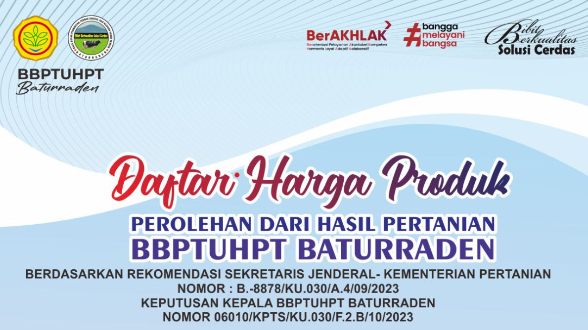 BBPTUHPT
Baturraden
BerAKHLAK
#bangga
melayani
bangsa
Bibit
Berkualitas
Solusi Cerdas
Daftar Harga Produk
PEROLEHAN DARI HASIL PERTANIAN
BBPTUHPT BATURRADEN
BERDASARKAN REKOMENDASI SEKRETARIS JENDERAL- KEMENTERIAN PERTANIAN
NOMOR : B.-8878/KU.030/A.4/09/2023
KEPUTUSAN KEPALA BBPTUHPT BATURRADEN
NOMOR 06010/KPTS/KU.030/F.2.B/10/2023